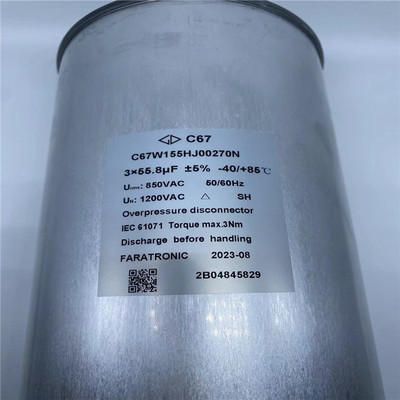 C67
C67W155HJ00270N
3×55.8μF ±5% -40/+85℃
Urms: 850VAC 50/60Hz
UN: 1200VAC △ SH
Overpressure disconnector
IEC 61071 Torque max.3Nm
Discharge before handling
FARATRONIC 2023-08
2B04845829